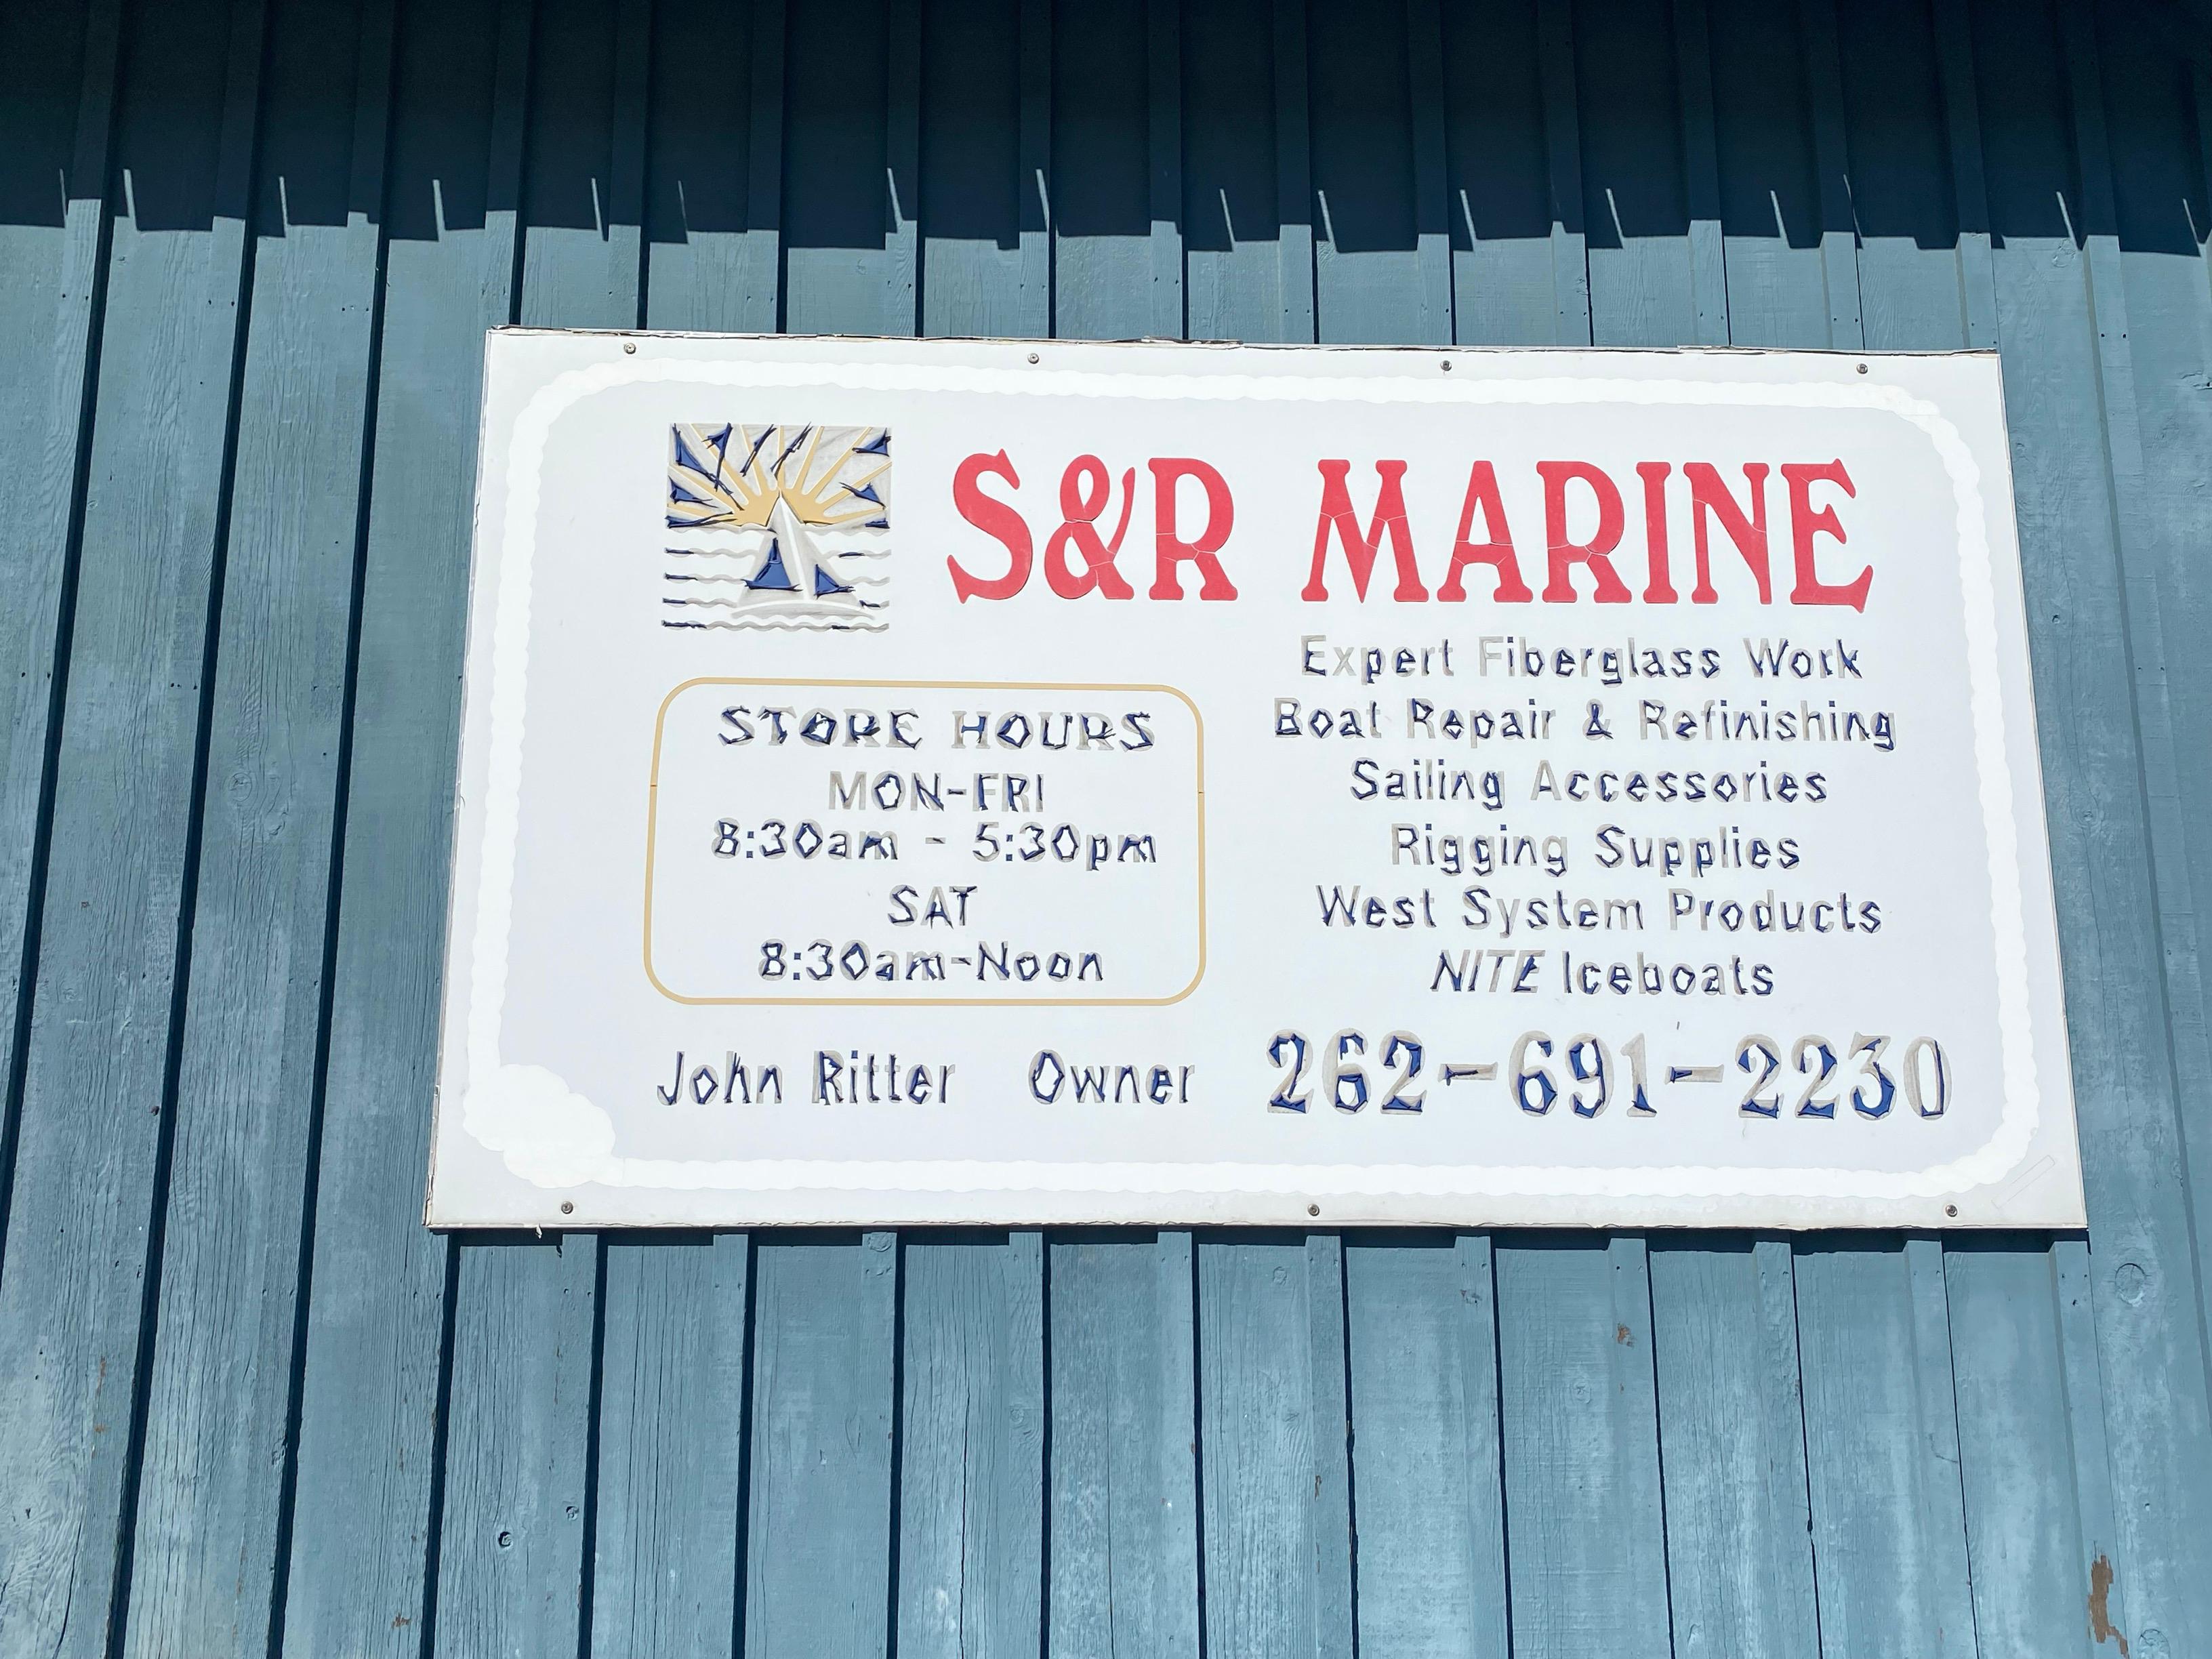 S&R MARINE
Expert Fiberglass Work
Boat Repair & Refinishing
Sailing Accessories
Rigging Supplies
West System Products
NITE Iceboats
STORE HOURS
MON-FRI
8:30am - 5:30pm
SAT
8:30am-Noon
John Ritter Owner
262-691-2230